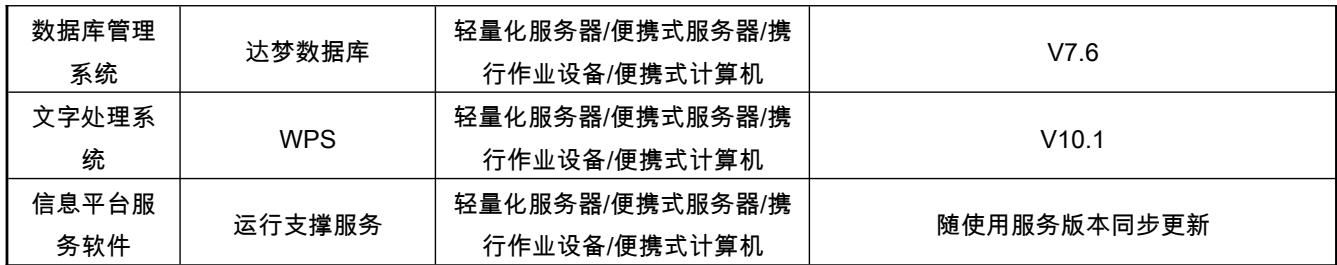 数据库管理
系统
达梦数据库
轻量化服务器/便携式服务器/携
行作业设备/便携式计算机
V7.6
文字处理系
统
WPS
轻量化服务器/便携式服务器/携
行作业设备/便携式计算机
V10.1
信息平台服
务软件
运行支撑服务
轻量化服务器/便携式服务器/携
行作业设备/便携式计算机
随使用服务版本同步更新